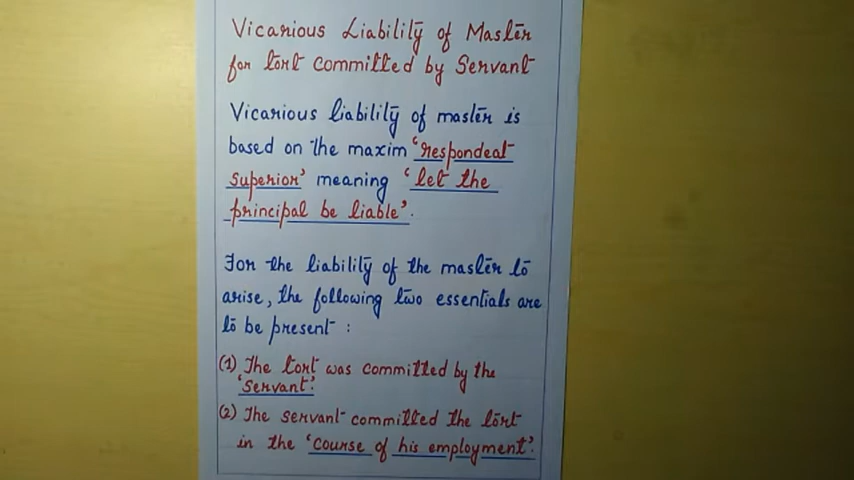 Vicarious Liability of Master
for tort committed by Servant
Vicarious liability of master is
based on the maxim 'respondeat
superior' meaning 'let the
principal be liable'.
For the liability of the master to
arise, the following two essentials are
to be present :
(1) The tort was committed by the
'servant'.
(2) The servant committed the tort
in the 'course of his employment'.